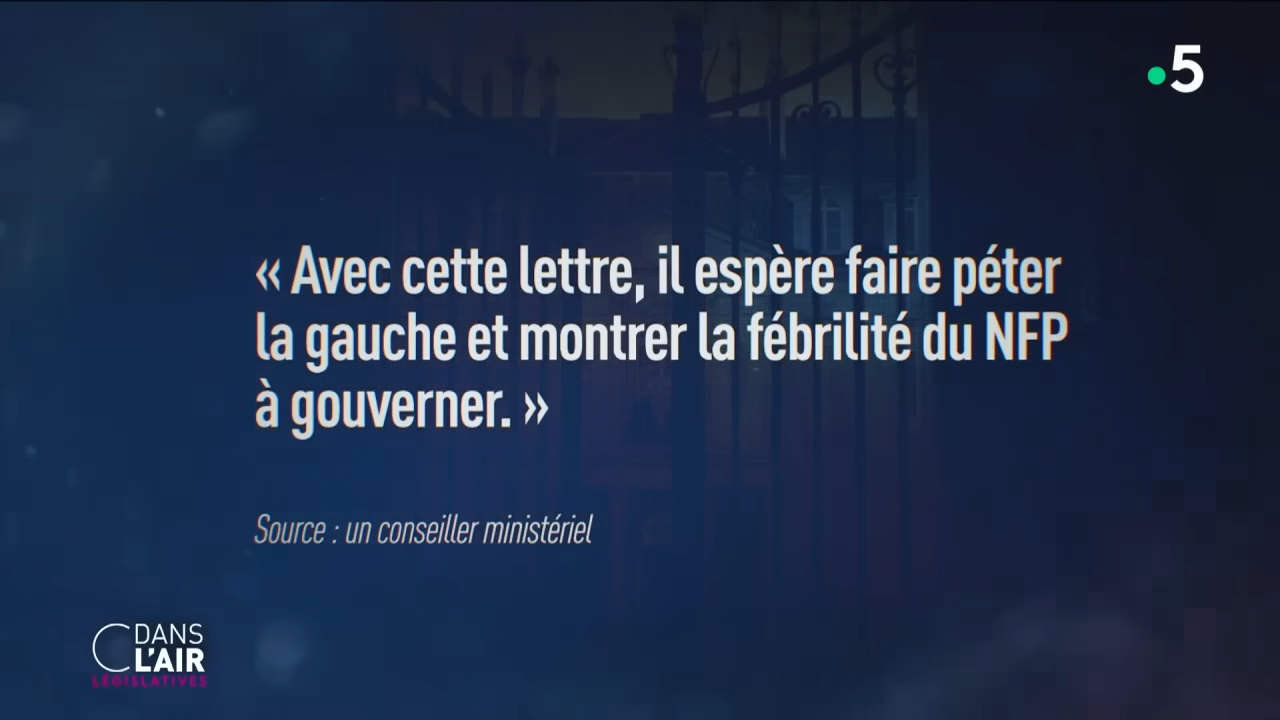 5
« Avec cette lettre, il espère faire péter
la gauche et montrer la fébrilité du NFP
à gouverner. »
Source : un conseiller ministériel
C DANS
L'AIR
LÉGISLATIVES